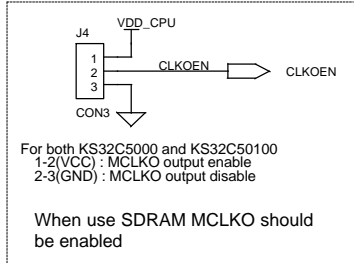 VDD_CPU
J4
1
2
3
CLKOEN
CLKOEN
CON3
For both KS32C5000 and KS32C50100
1-2(VCC) : MCLKO output enable
2-3(GND) : MCLKO output disable
When use SDRAM MCLKO should
be enabled